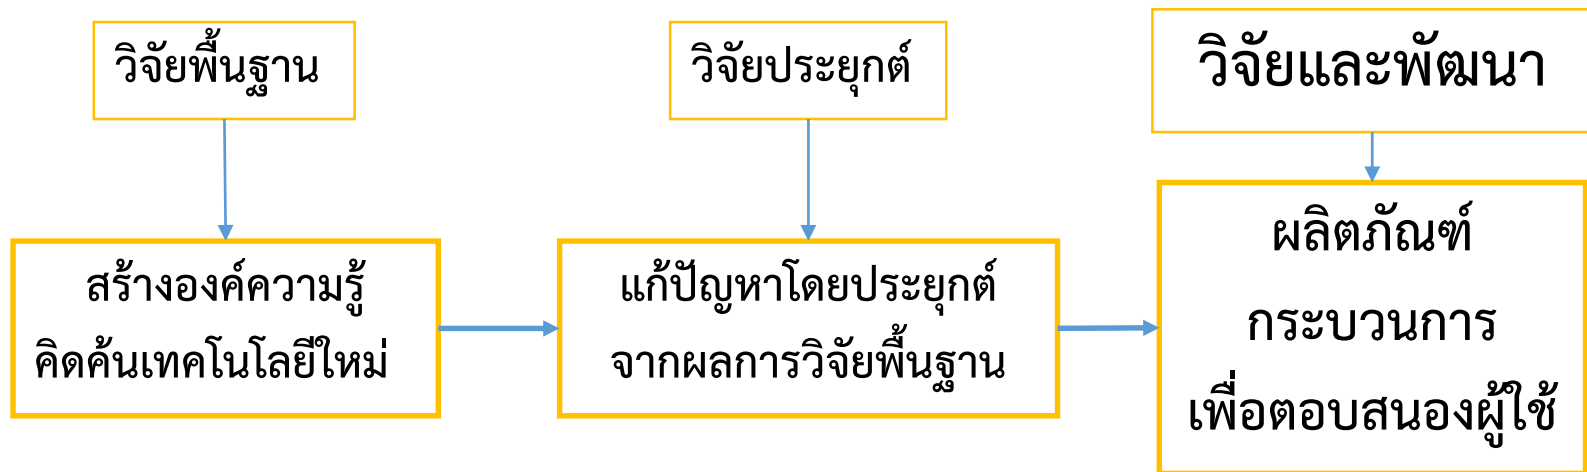 วิจัยพื้นฐาน
วิจัยประยุกต์
วิจัยและพัฒนา
สร้างองค์ความรู้
คิดค้นเทคโนโลยีใหม่
แก้ปัญหาโดยประยุกต์
จากผลการวิจัยพื้นฐาน
ผลิตภัณฑ์
กระบวนการ
เพื่อตอบสนองผู้ใช้